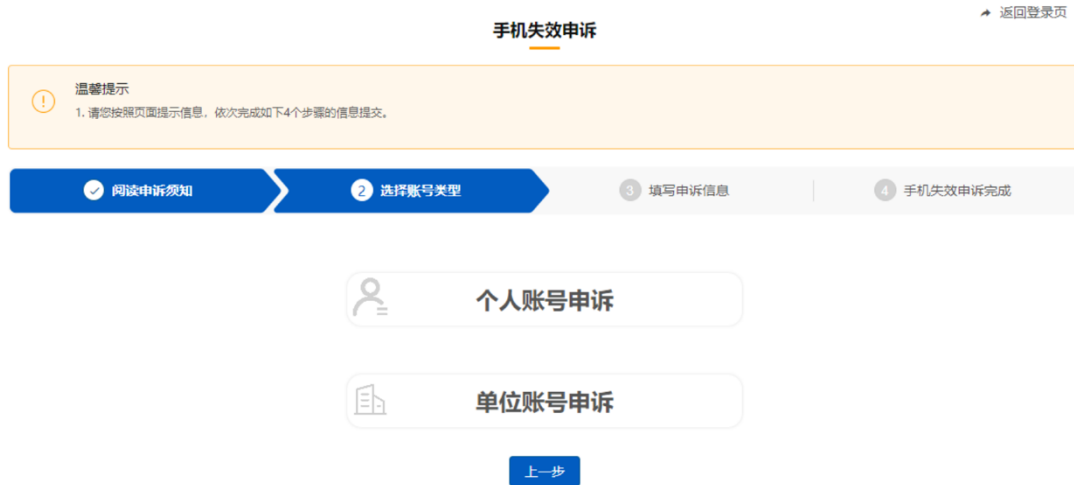 返回登录页
手机失效申诉
温馨提示
1. 请您按照页面提示信息，依次完成如下4个步骤的信息提交。
阅读申诉须知
2 选择账号类型
3 填写申诉信息
4 手机失效申诉完成
个人账号申诉
单位账号申诉
上一步